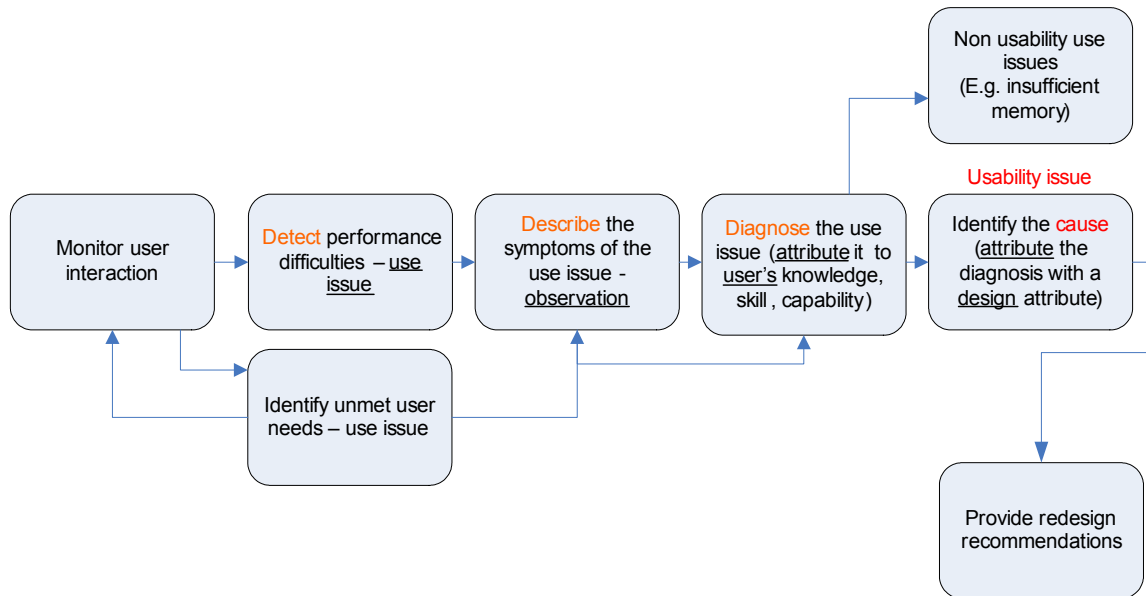 Non usability use
issues
(E.g. insufficient
memory)
Usability issue
Monitor user
interaction
Detect performance
difficulties – use
issue
Describe the
symptoms of the
use issue -
observation
Diagnose the use
issue (attribute it to
user's knowledge,
skill , capability)
Identify the cause
(attribute the
diagnosis with a
design attribute)
Identify unmet user
needs – use issue
Provide redesign
recommendations